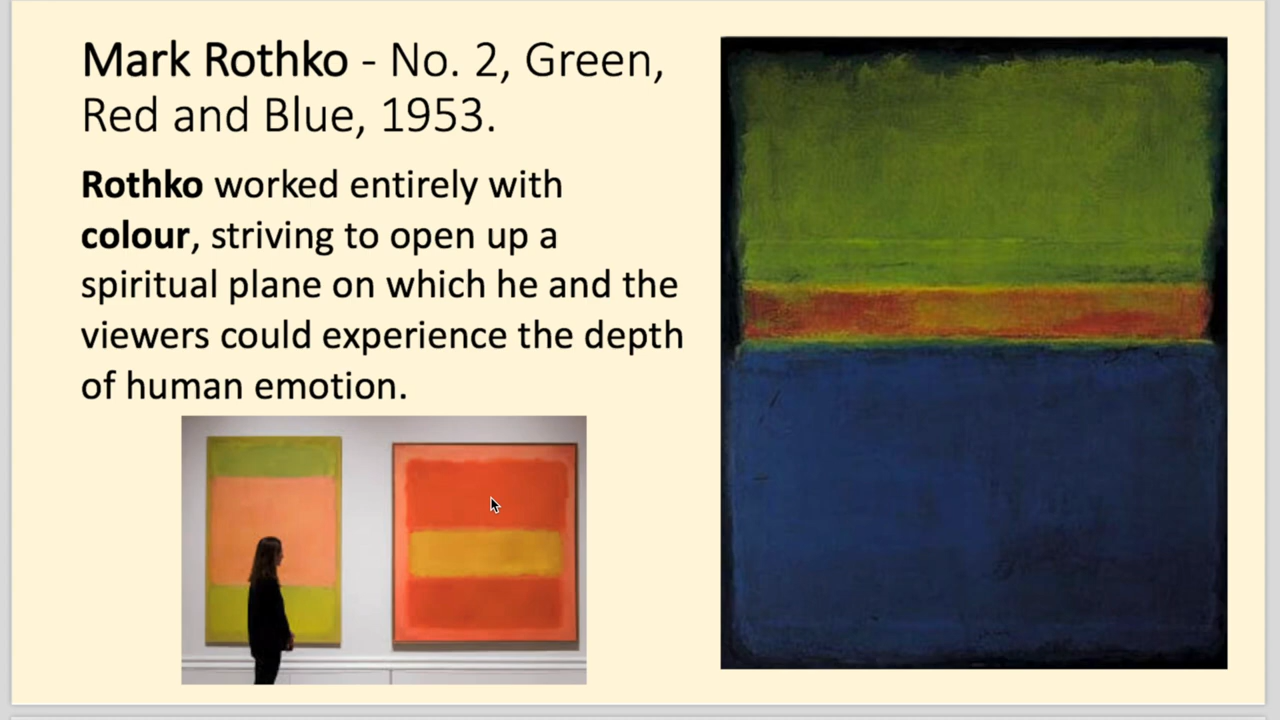 Mark Rothko - No. 2, Green,
Red and Blue, 1953.
Rothko worked entirely with
colour, striving to open up a
spiritual plane on which he and the
viewers could experience the depth
of human emotion.